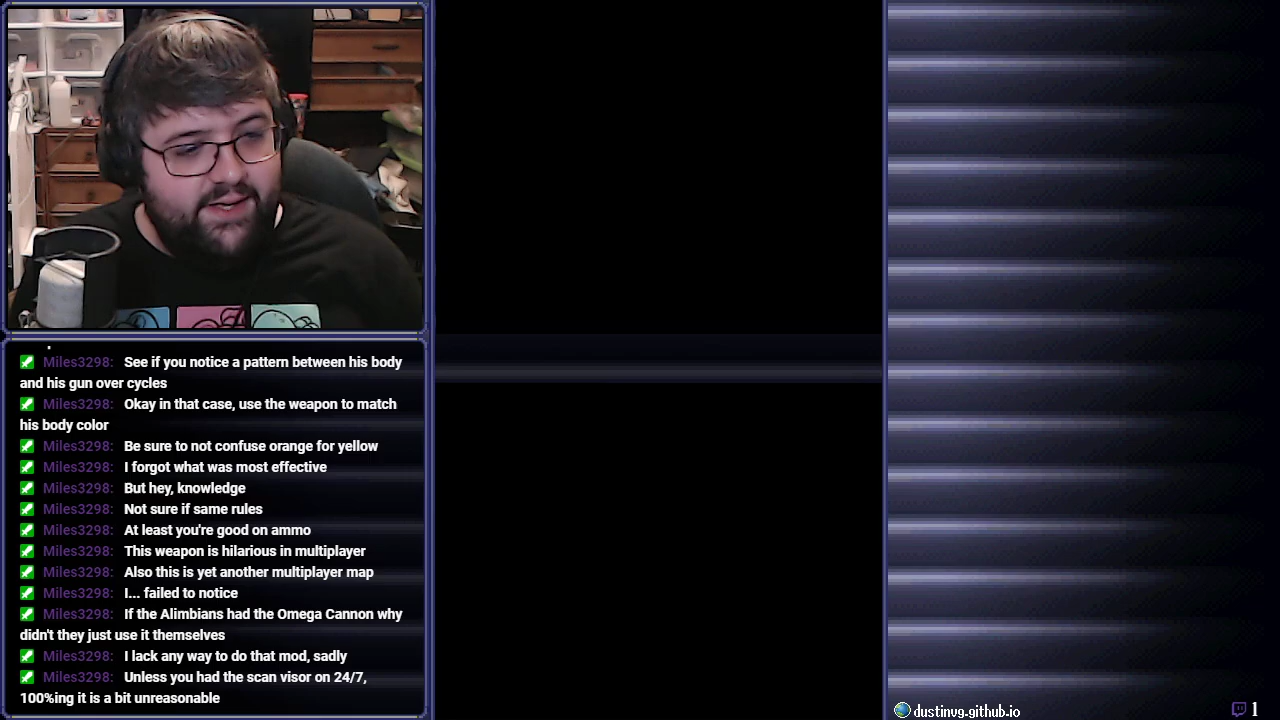 Miles3298: See if you notice a pattern between his body
and his gun over cycles
Miles3298: Okay in that case, use the weapon to match
his body color
Miles3298: Be sure to not confuse orange for yellow
Miles3298: I forgot what was most effective
Miles3298: But hey, knowledge
Miles3298: Not sure if same rules
Miles3298: At least you're good on ammo
Miles3298: This weapon is hilarious in multiplayer
Miles3298: Also this is yet another multiplayer map
Miles3298: I... failed to notice
Miles3298: If the Alimbians had the Omega Cannon why
didn't they just use it themselves
Miles3298: I lack any way to do that mod, sadly
Miles3298: Unless you had the scan visor on 24/7,
100%ing it is a bit unreasonable
dustinvg.github.io
1